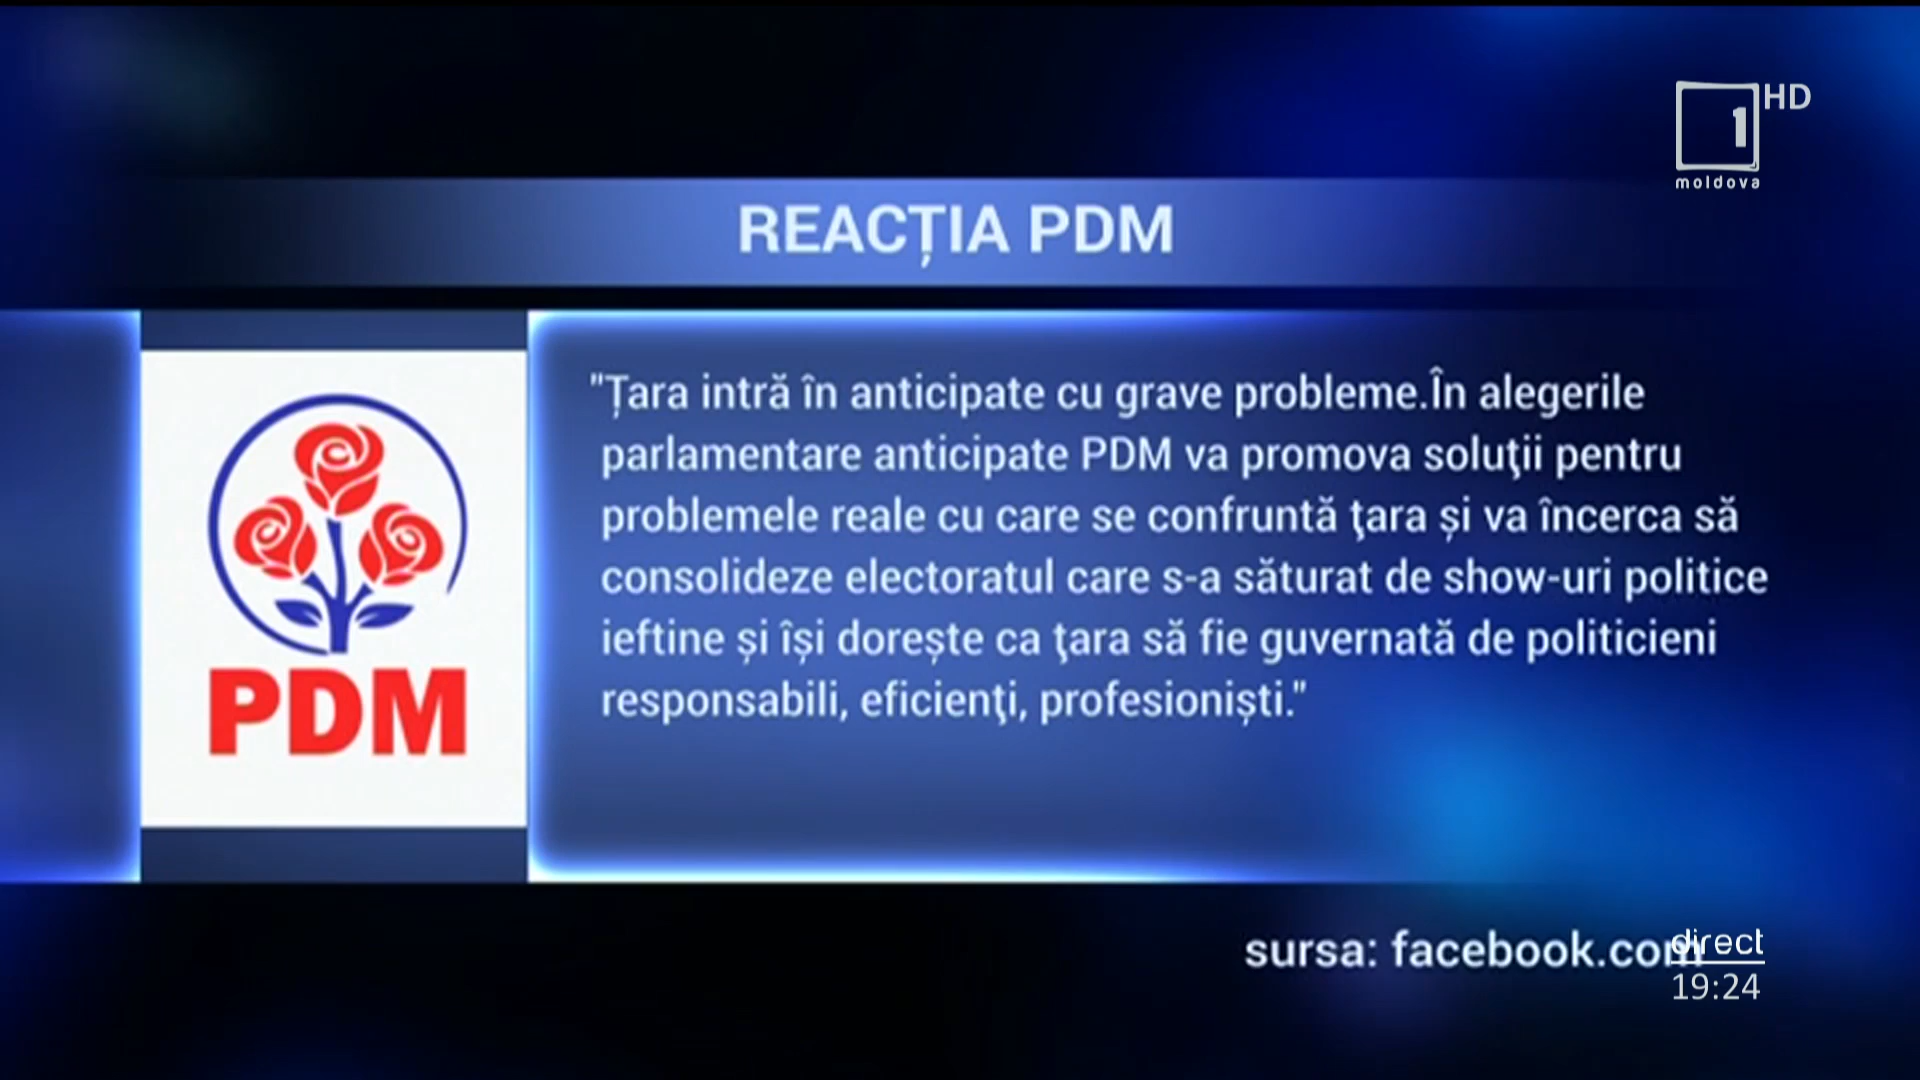 1 HD
moldova
REACȚIA PDM
"Țara intră în anticipate cu grave probleme.În alegerile
parlamentare anticipate PDM va promova soluţii pentru
problemele reale cu care se confruntă ţara și va încerca să
consolideze electoratul care s-a săturat de show-uri politice
ieftine și își dorește ca ţara să fie guvernată de politicieni
responsabili, eficienţi, profesioniști."
PDM
sursa: facebook.com
direct
19:24